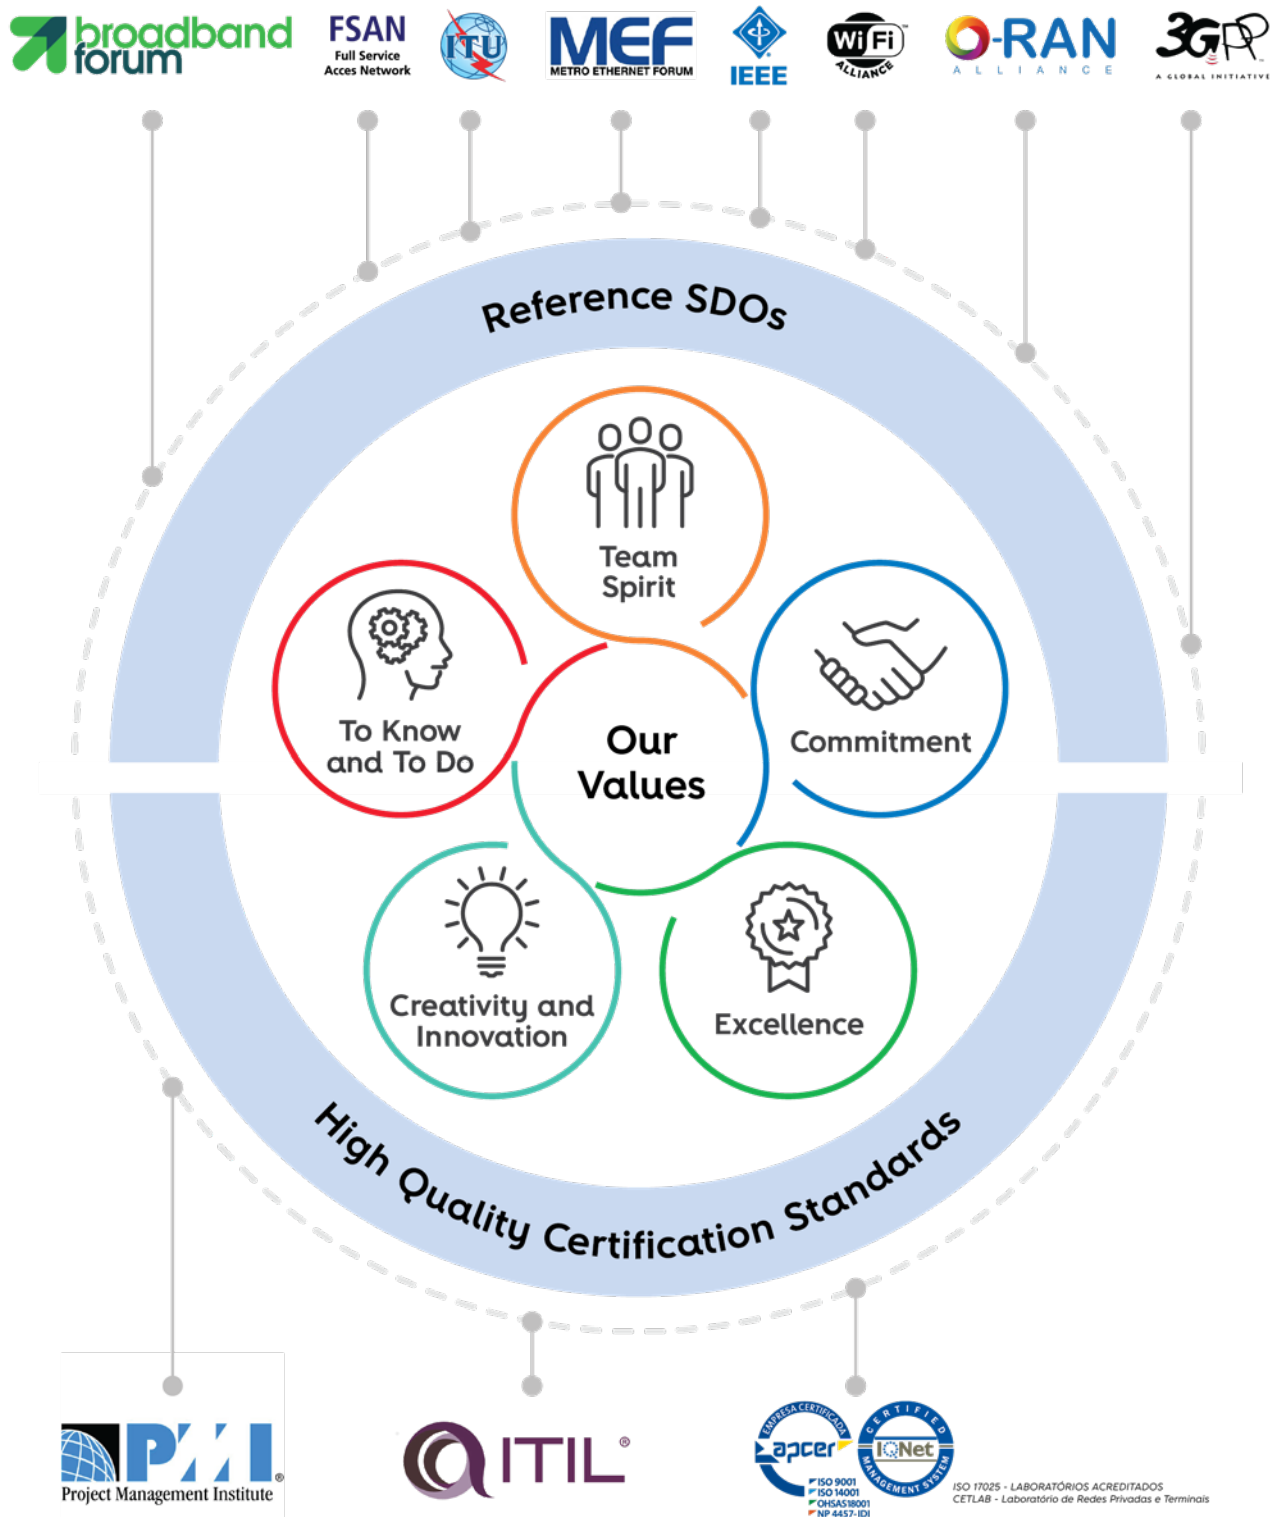 broadband
forum
FSAN
Full Service
Acces Network
ITU
MEF
METRO ETHERNET FORUM
IEEE
Wi Fi
ALLIANCE
O-RAN
ALLIANCE
3GPP
A GLOBAL INITIATIVE
Reference SDOs
Team
Spirit
To Know
and To Do
Commitment
Our
Values
Creativity and
Innovation
Excellence
High Quality Certification Standards
PMI
Project Management Institute
ITIL®
EMPRESA CERTIFICADA
apcer
CERTIFIED
IQNet
MANAGEMENT SYSTEM
ISO 9001
ISO 14001
OHSAS18001
NP 4457-IDI
ISO 17025 - LABORATÓRIOS ACREDITADOS
CETLAB - Laboratório de Redes Privadas e Terminais